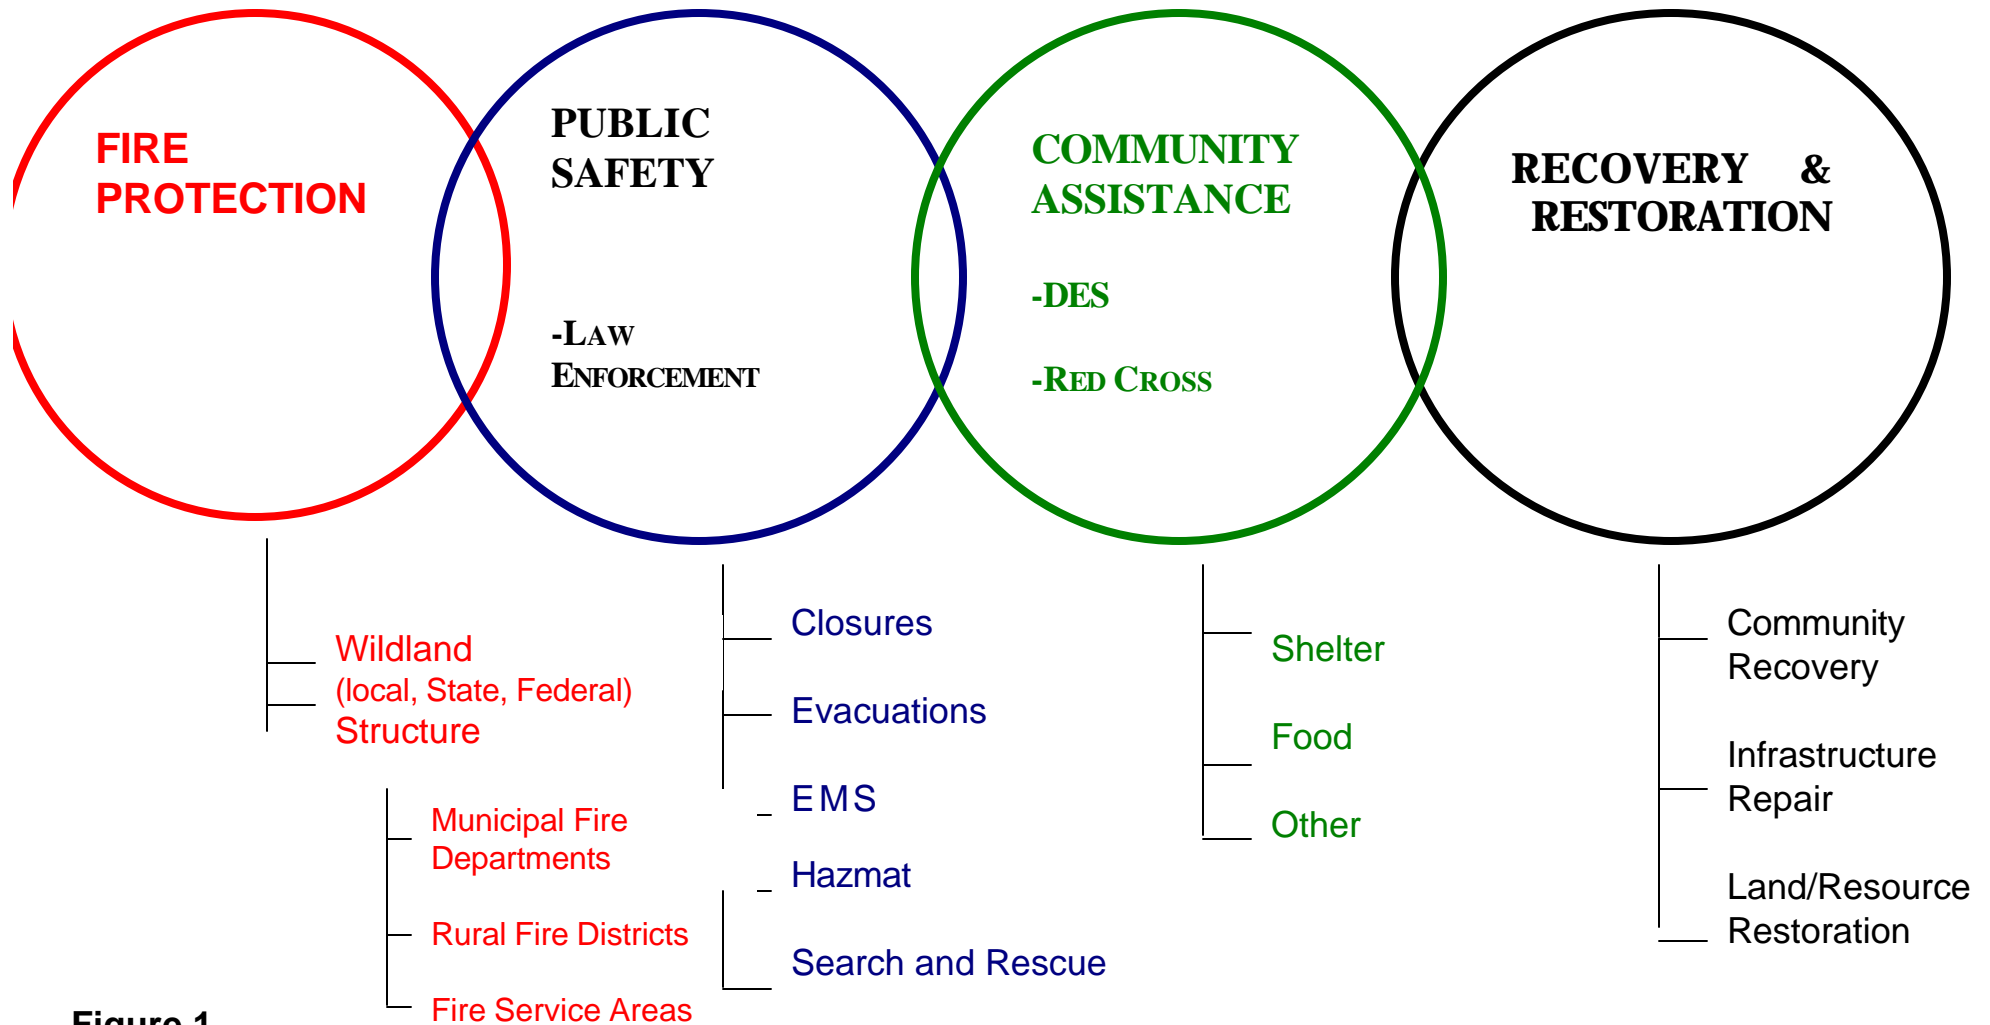 FIRE
PROTECTION
PUBLIC
SAFETY
-LAW
ENFORCEMENT
COMMUNITY
ASSISTANCE
-DES
-RED CROSS
RECOVERY &
RESTORATION
Wildland
(local, State, Federal)
Structure
Municipal Fire
Departments
Rural Fire Districts
Fire Service Areas
Closures
Evacuations
EMS
Hazmat
Search and Rescue
Shelter
Food
Other
Community
Recovery
Infrastructure
Repair
Land/Resource
Restoration
Figure 1